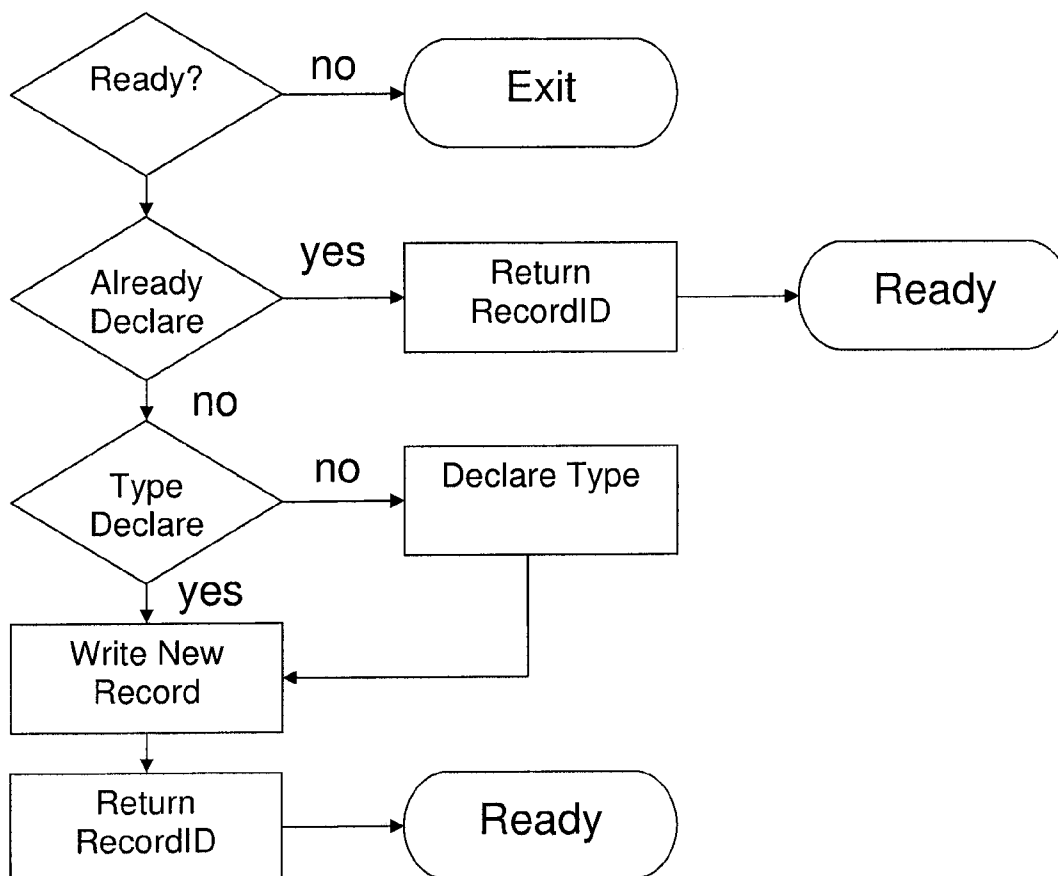 Ready?
no
Exit
yes
Already
Declare
Return
RecordID
Ready
no
Type
Declare
no
Declare Type
yes
Write New
Record
Return
RecordID
Ready